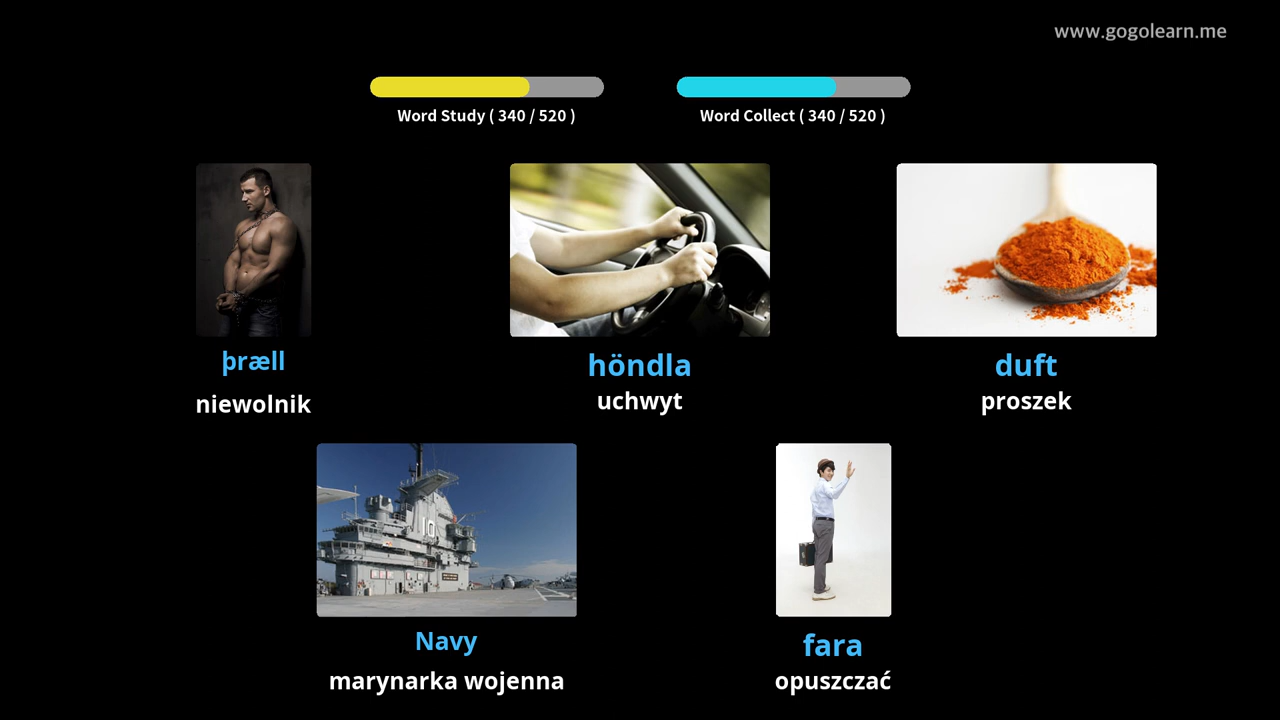 www.gogolearn.me
Word Study ( 340 / 520 )
Word Collect ( 340 / 520 )
þræll
niewolnik
höndla
uchwyt
duft
proszek
10
Navy
marynarka wojenna
fara
opuszczać